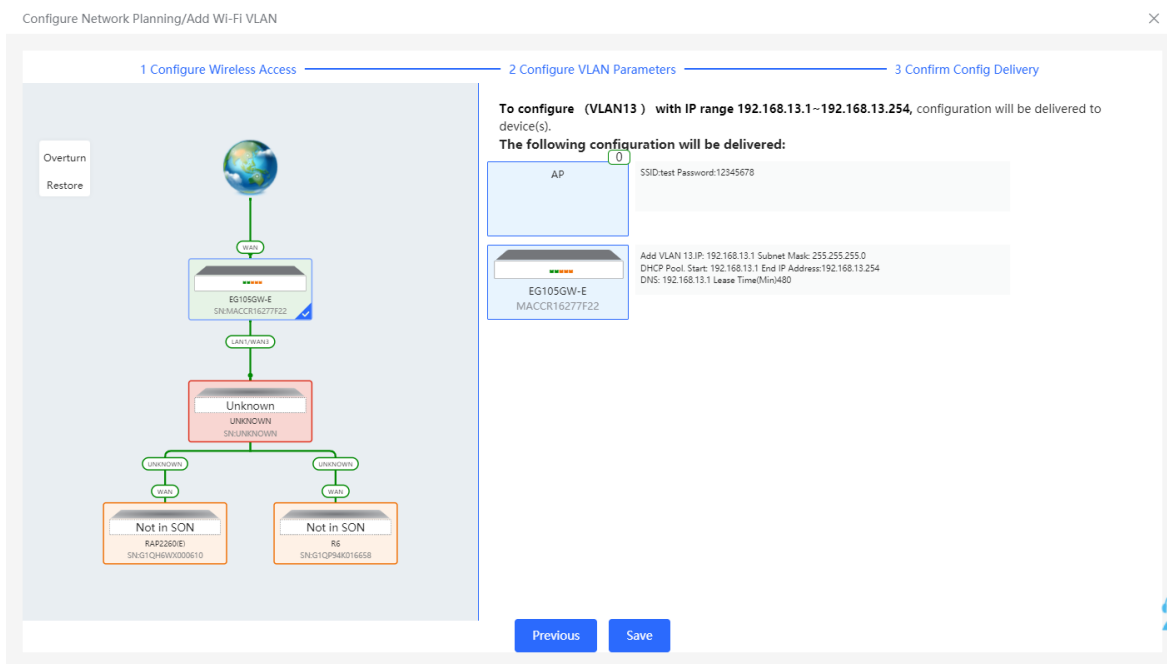 Configure Network Planning/Add Wi-Fi VLAN
1 Configure Wireless Access
2 Configure VLAN Parameters
3 Confirm Config Delivery
Overturn
Restore
WAN
EG105GW-E
SN:MACCR16277F22
LAN1/WAN3
Unknown
UNKNOWN
SN:UNKNOWN
UNKNOWN
UNKNOWN
WAN
WAN
Not in SON
RAP2260(E)
SN:G1QH6WX000610
Not in SON
R6
SN:G1QP94K016658
To configure （VLAN13 ） with IP range 192.168.13.1~192.168.13.254, configuration will be delivered to
device(s).
The following configuration will be delivered:
0
AP
SSID:test Password:12345678
EG105GW-E
MACCR16277F22
Add VLAN 13.IP: 192.168.13.1 Subnet Mask: 255.255.255.0
DHCP Pool. Start: 192.168.13.1 End IP Address:192.168.13.254
DNS: 192.168.13.1 Lease Time(Min)480
Previous
Save